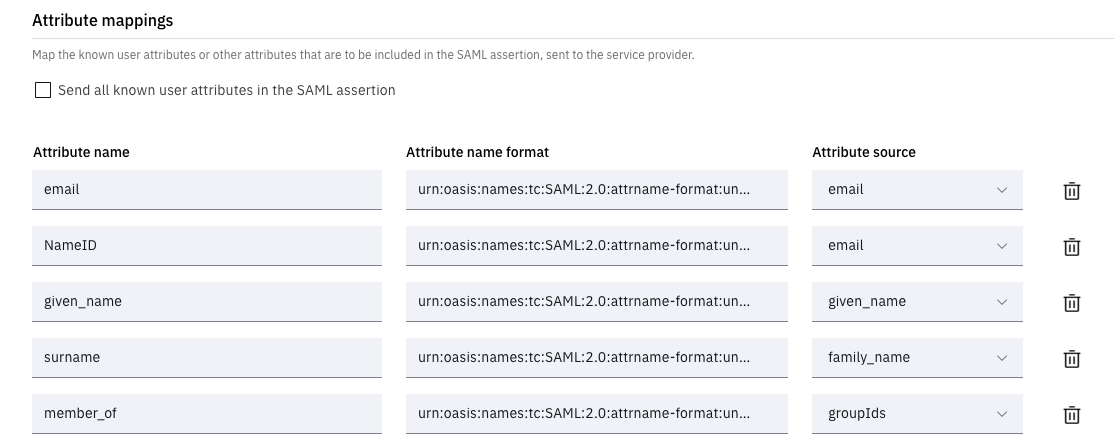 Attribute mappings
Map the known user attributes or other attributes that are to be included in the SAML assertion, sent to the service provider.
Send all known user attributes in the SAML assertion
Attribute name Attribute name format Attribute source
email urn:oasis:names:tc:SAML:2.0:attrname-format:un... email
NameID urn:oasis:names:tc:SAML:2.0:attrname-format:un... email
given_name urn:oasis:names:tc:SAML:2.0:attrname-format:un... given_name
surname urn:oasis:names:tc:SAML:2.0:attrname-format:un... family_name
member_of urn:oasis:names:tc:SAML:2.0:attrname-format:un... groupIds